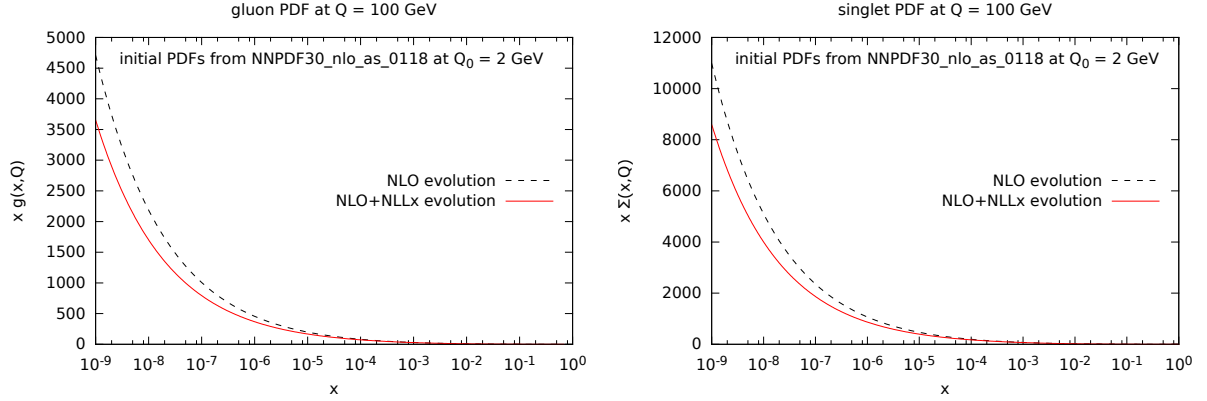 gluon PDF at Q = 100 GeV
5000
4500
4000
3500
3000
2500
2000
1500
1000
500
0
x g(x,Q)
initial PDFs from NNPDF30_nlo_as_0118 at Q₀ = 2 GeV
NLO evolution
NLO+NLLx evolution
10⁻⁹ 10⁻⁸ 10⁻⁷ 10⁻⁶ 10⁻⁵ 10⁻⁴ 10⁻³ 10⁻² 10⁻¹ 10⁰
x
singlet PDF at Q = 100 GeV
12000
10000
8000
6000
4000
2000
0
x Σ(x,Q)
initial PDFs from NNPDF30_nlo_as_0118 at Q₀ = 2 GeV
NLO evolution
NLO+NLLx evolution
10⁻⁹ 10⁻⁸ 10⁻⁷ 10⁻⁶ 10⁻⁵ 10⁻⁴ 10⁻³ 10⁻² 10⁻¹ 10⁰
x